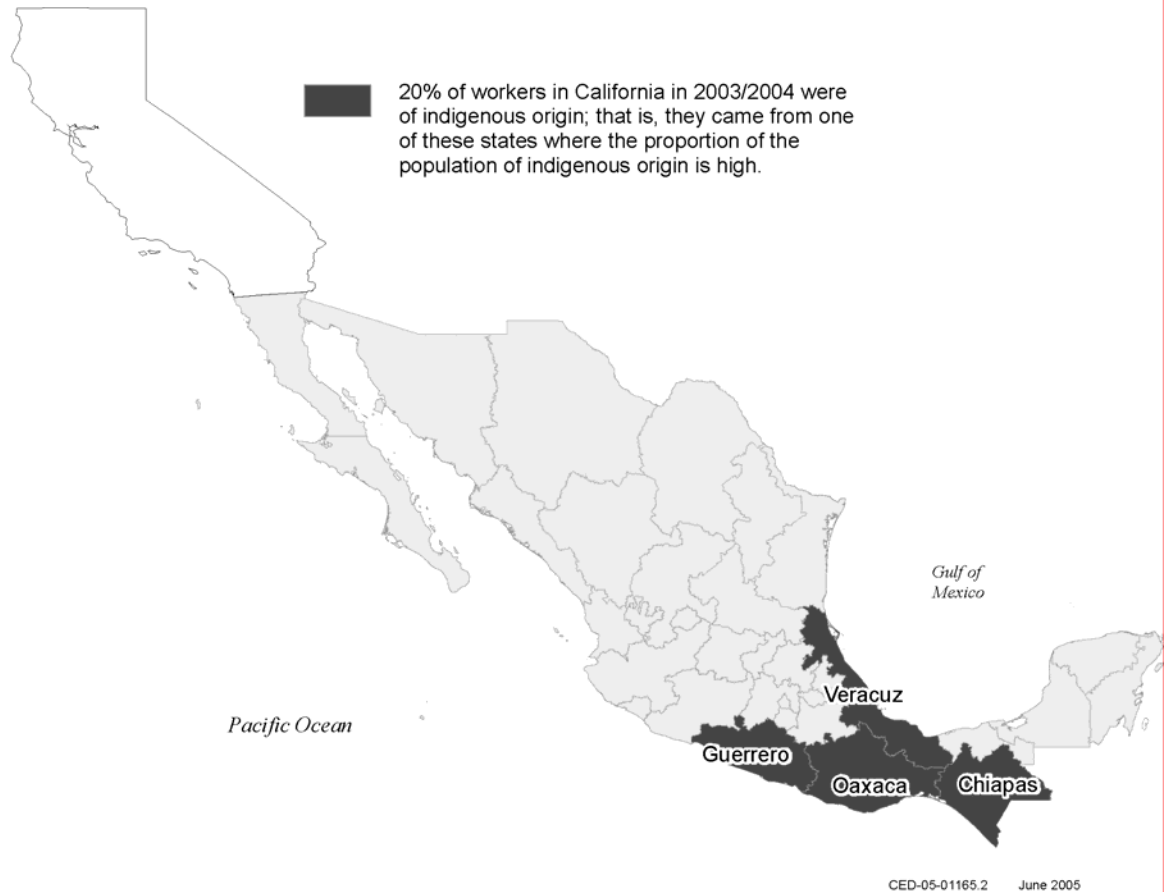 20% of workers in California in 2003/2004 were
of indigenous origin; that is, they came from one
of these states where the proportion of the
population of indigenous origin is high.
Gulf of
Mexico
Veracuz
Pacific Ocean
Guerrero
Oaxaca
Chiapas
CED-05-01165.2 June 2005